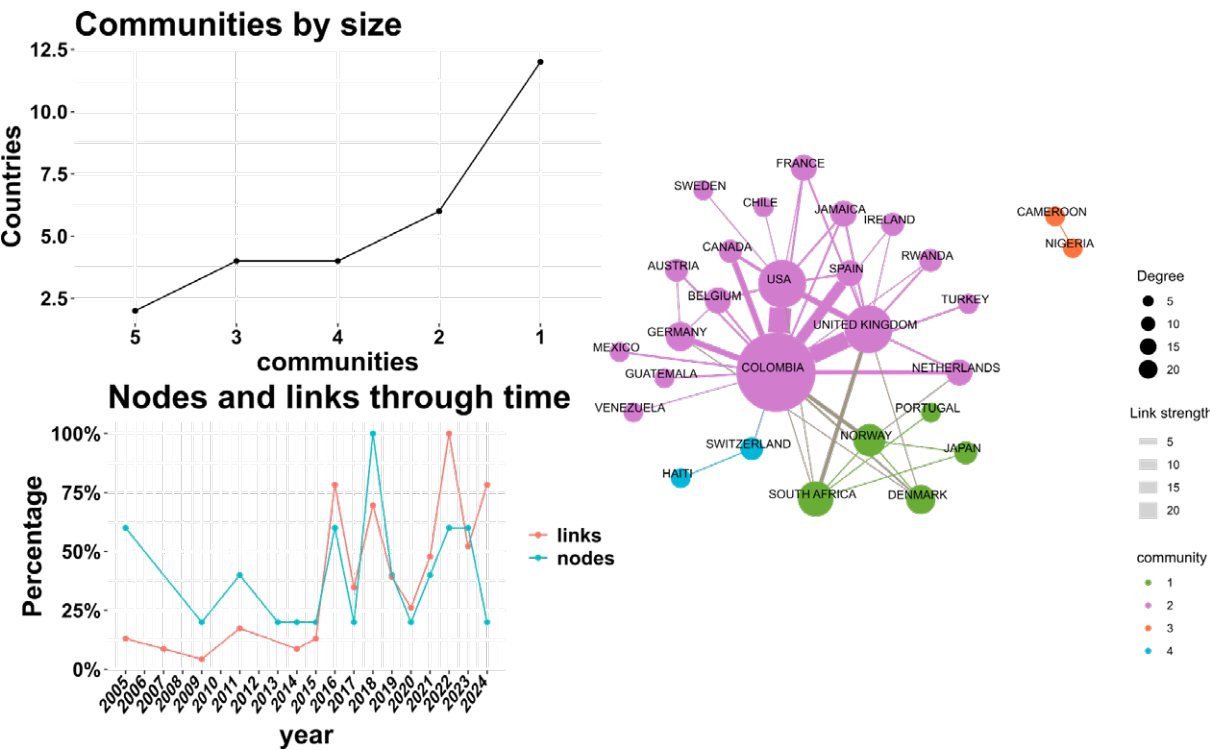 Communities by size
12.5
10.0
7.5
5.0
2.5
Countries
5 3 4 2 1
communities
Nodes and links through time
100%
75%
50%
25%
0%
Percentage
2005 2006 2007 2008 2009 2010 2011 2012 2013 2014 2015 2016 2017 2018 2019 2020 2021 2022 2023 2024
year
links
nodes
FRANCE
SWEDEN
CHILE
JAMAICA
IRELAND
CANADA
RWANDA
AUSTRIA
SPAIN
USA
BELGIUM
TURKEY
UNITED KINGDOM
GERMANY
MEXICO
COLOMBIA
NETHERLANDS
GUATEMALA
VENEZUELA
PORTUGAL
NORWAY
SWITZERLAND
JAPAN
HAITI
SOUTH AFRICA
DENMARK
CAMEROON
NIGERIA
Degree
5
10
15
20
Link strengt
5
10
15
20
community
1
2
3
4